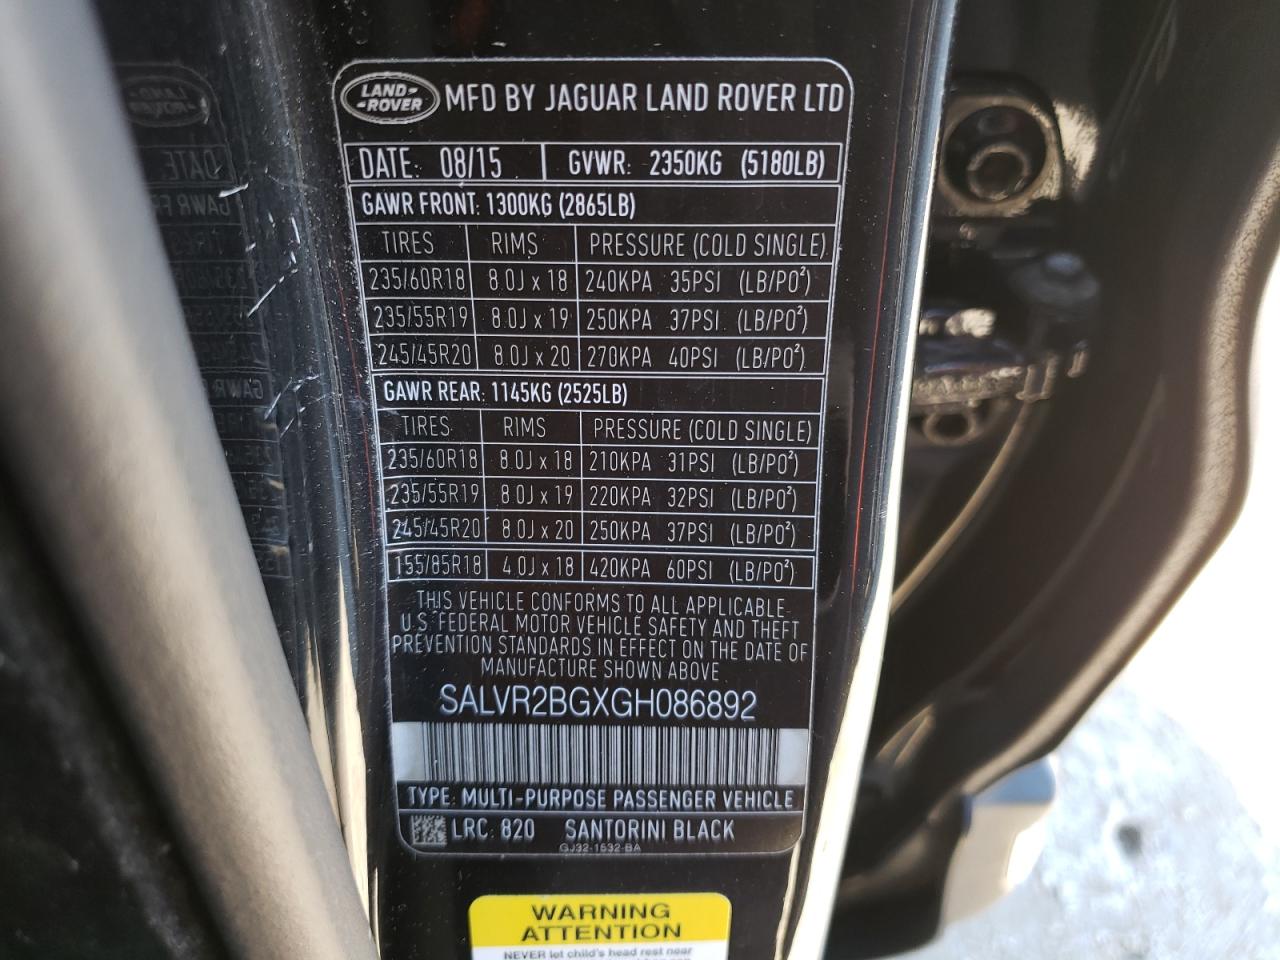 LAND ROVER MFD BY JAGUAR LAND ROVER LTD
DATE: 08/15 GVWR: 2350KG (5180LB)
GAWR FRONT: 1300KG (2865LB)
TIRES RIMS PRESSURE (COLD SINGLE)
235/60R18 8.0J x 18 240KPA 35PSI (LB/PO²)
235/55R19 8.0J x 19 250KPA 37PSI (LB/PO²)
245/45R20 8.0J x 20 270KPA 40PSI (LB/PO²)
GAWR REAR: 1145KG (2525LB)
TIRES RIMS PRESSURE (COLD SINGLE)
235/60R18 8.0J x 18 210KPA 31PSI (LB/PO²)
235/55R19 8.0J x 19 220KPA 32PSI (LB/PO²)
245/45R20 8.0J x 20 250KPA 37PSI (LB/PO²)
155/85R18 4.0J x 18 420KPA 60PSI (LB/PO²)
THIS VEHICLE CONFORMS TO ALL APPLICABLE
U.S. FEDERAL MOTOR VEHICLE SAFETY AND THEFT
PREVENTION STANDARDS IN EFFECT ON THE DATE OF
MANUFACTURE SHOWN ABOVE
SALVR2BGXGH086892
TYPE: MULTI-PURPOSE PASSENGER VEHICLE
LRC: 820 SANTORINI BLACK
GJ32-1532-BA
WARNING
ATTENTION
NEVER let child's head rest near